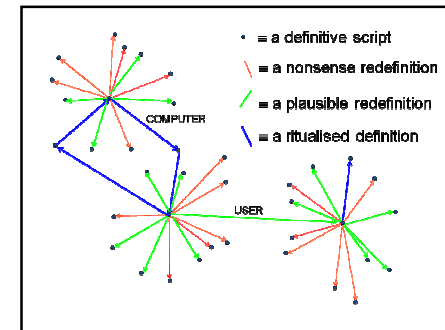 ≡ a definitive script
≡ a nonsense redefinition
≡ a plausible redefinition
≡ a ritualised definition
COMPUTER
USER